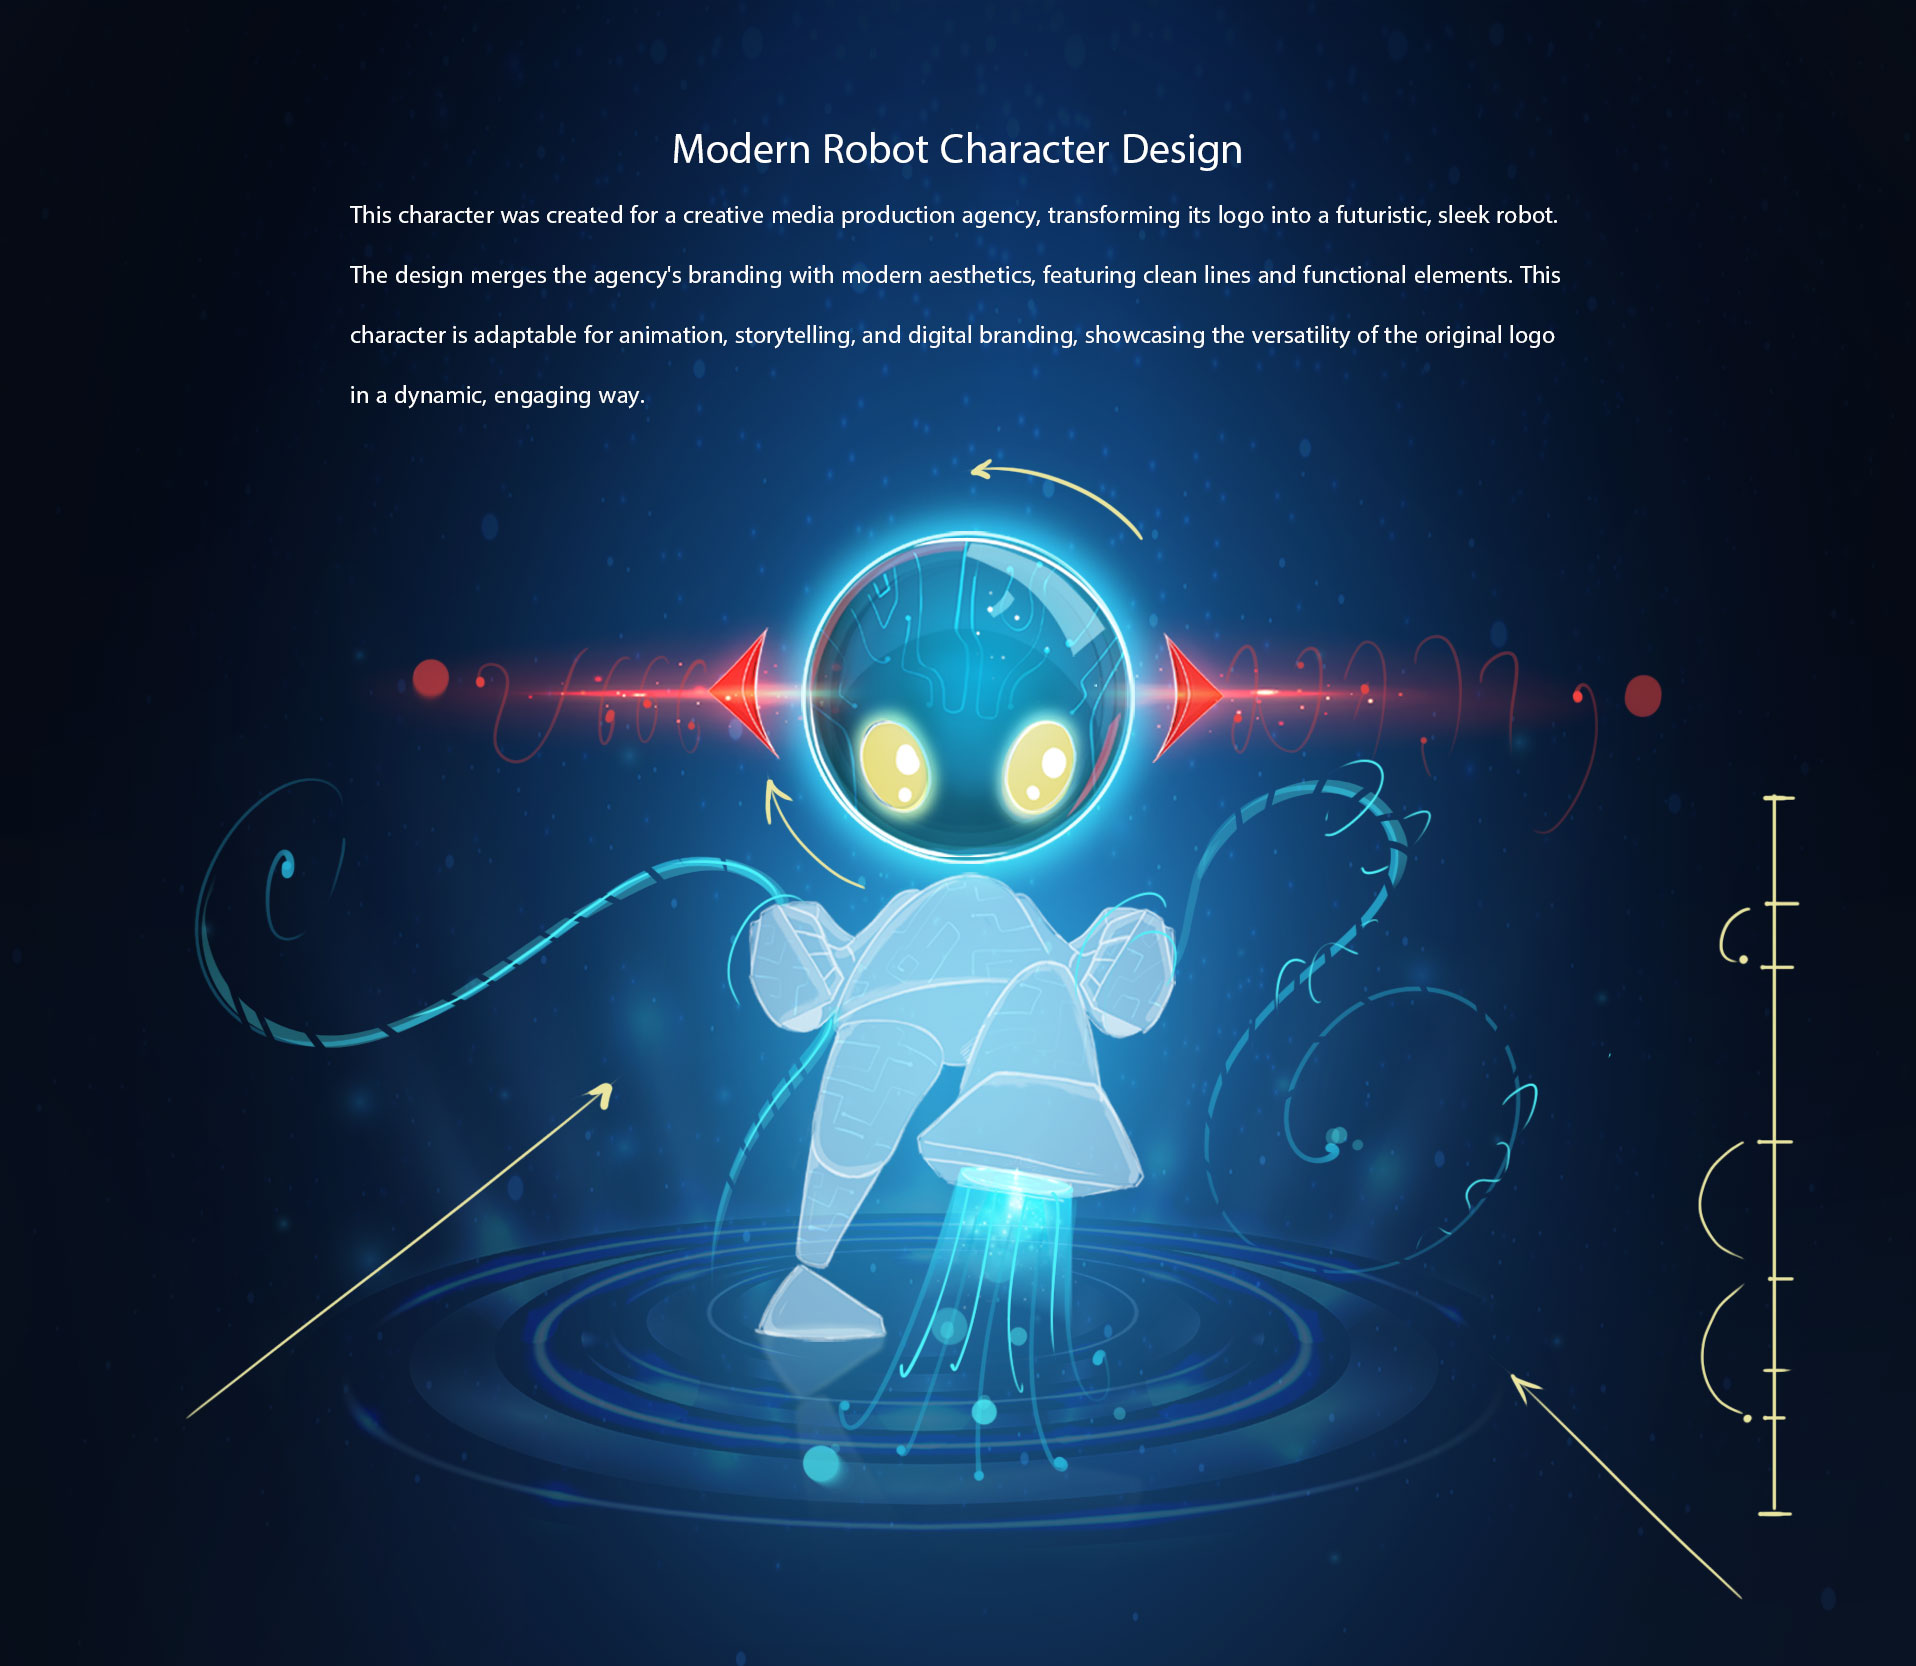 Modern Robot Character Design
This character was created for a creative media production agency, transforming its logo into a futuristic, sleek robot.
The design merges the agency's branding with modern aesthetics, featuring clean lines and functional elements. This
character is adaptable for animation, storytelling, and digital branding, showcasing the versatility of the original logo
in a dynamic, engaging way.